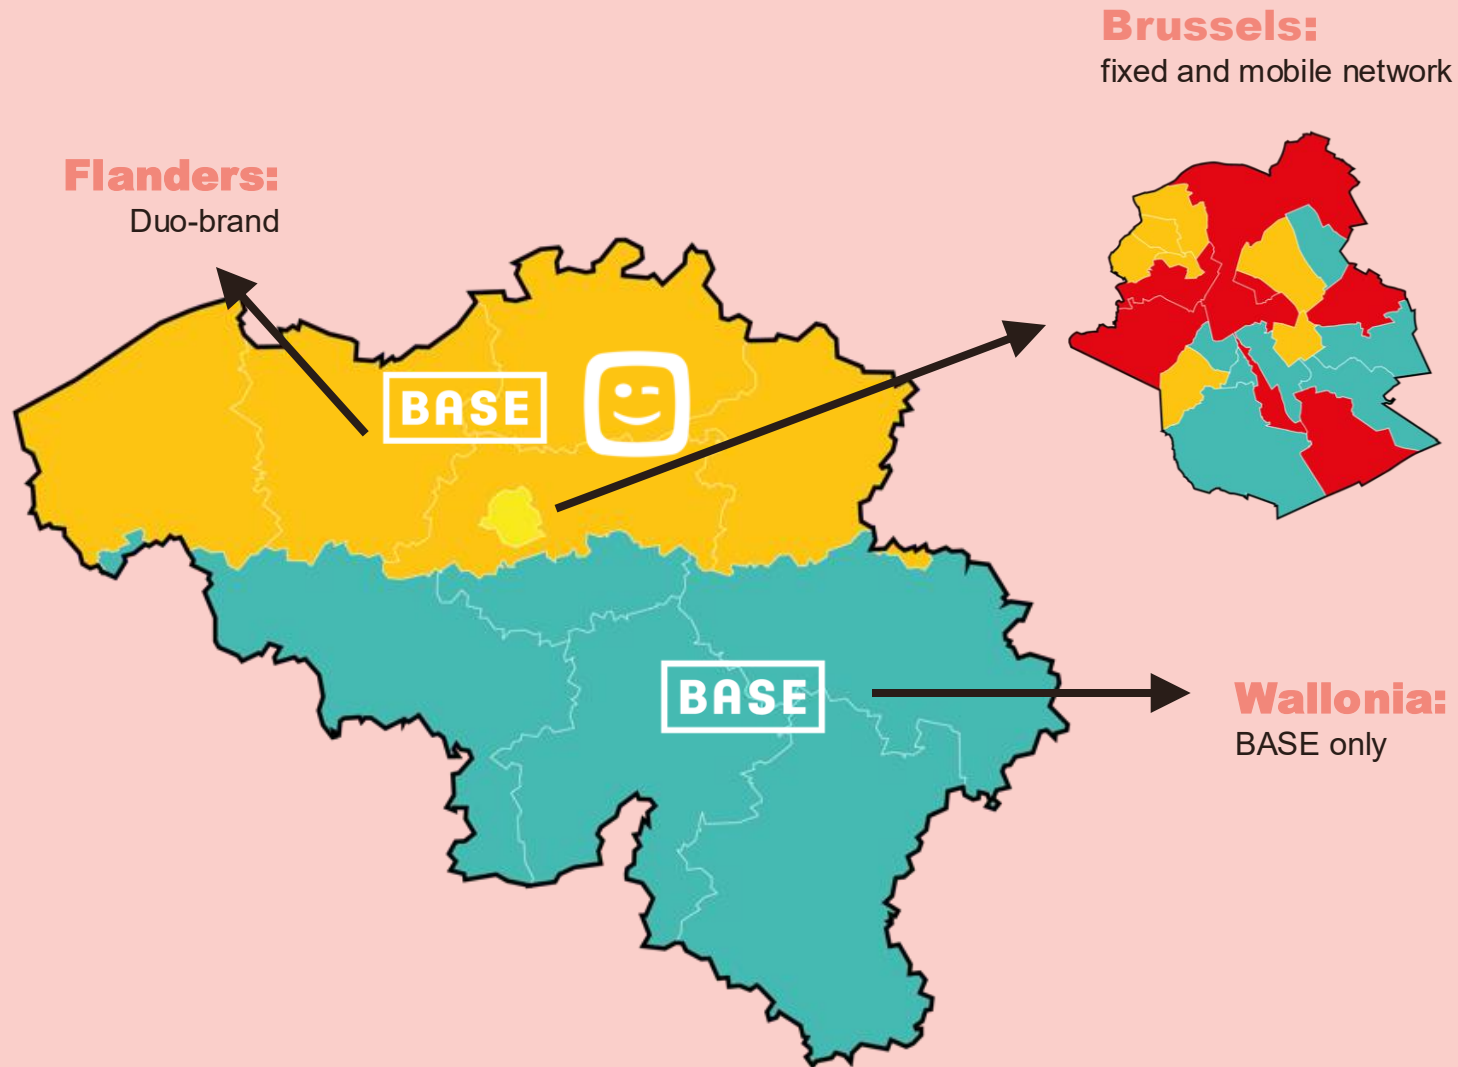 Brussels:
fixed and mobile network
Flanders:
Duo-brand
BASE
BASE
Wallonia:
BASE only